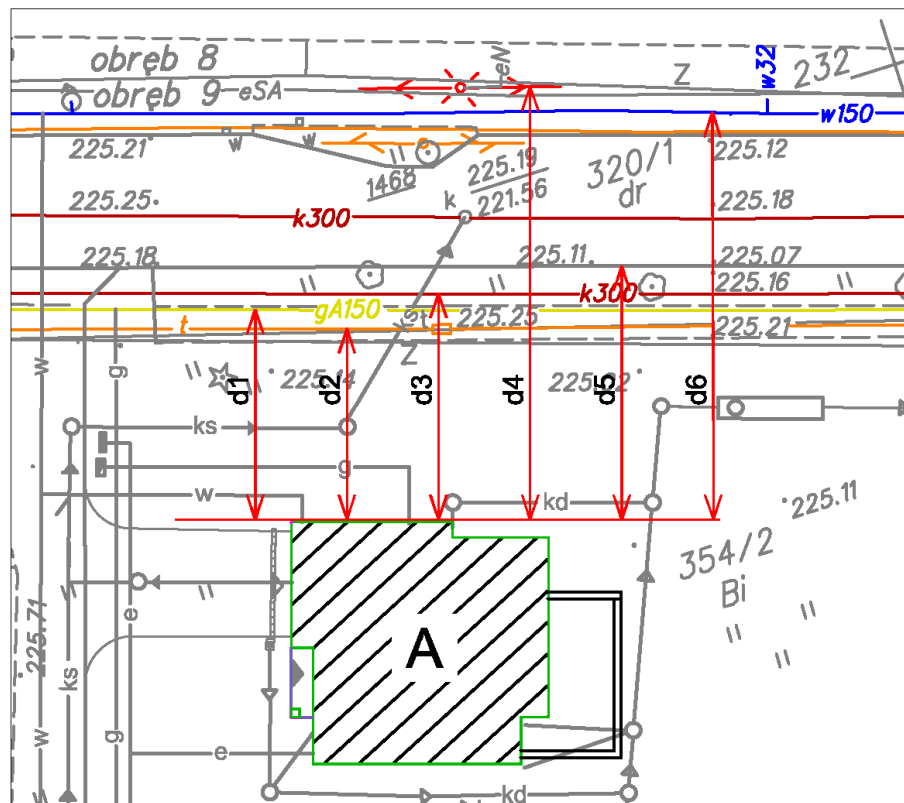 obręb 8
eN
Z
w32
232
obręb 9
eSA
w150
w
w
225.21
1468
225.19
221.56
320/1
dr
225.12
225.25
k300
k
225.18
225.18
225.11
225.07
k300
225.16
gA150
t
kst
225.25
225.21
Z
w
g
d1
d2
d3
d4
d5
d6
225.14
225.22
ks
g
w
kd
225.11
354/2
Bi
e
A
225.71
ks
w
g
e
kd